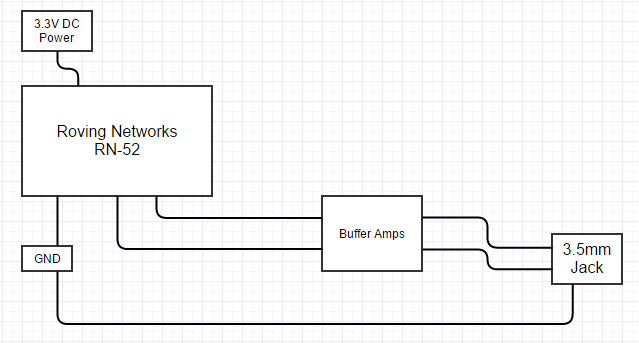 3.3V DC
Power
Roving Networks
RN-52
Buffer Amps
3.5mm
Jack
GND